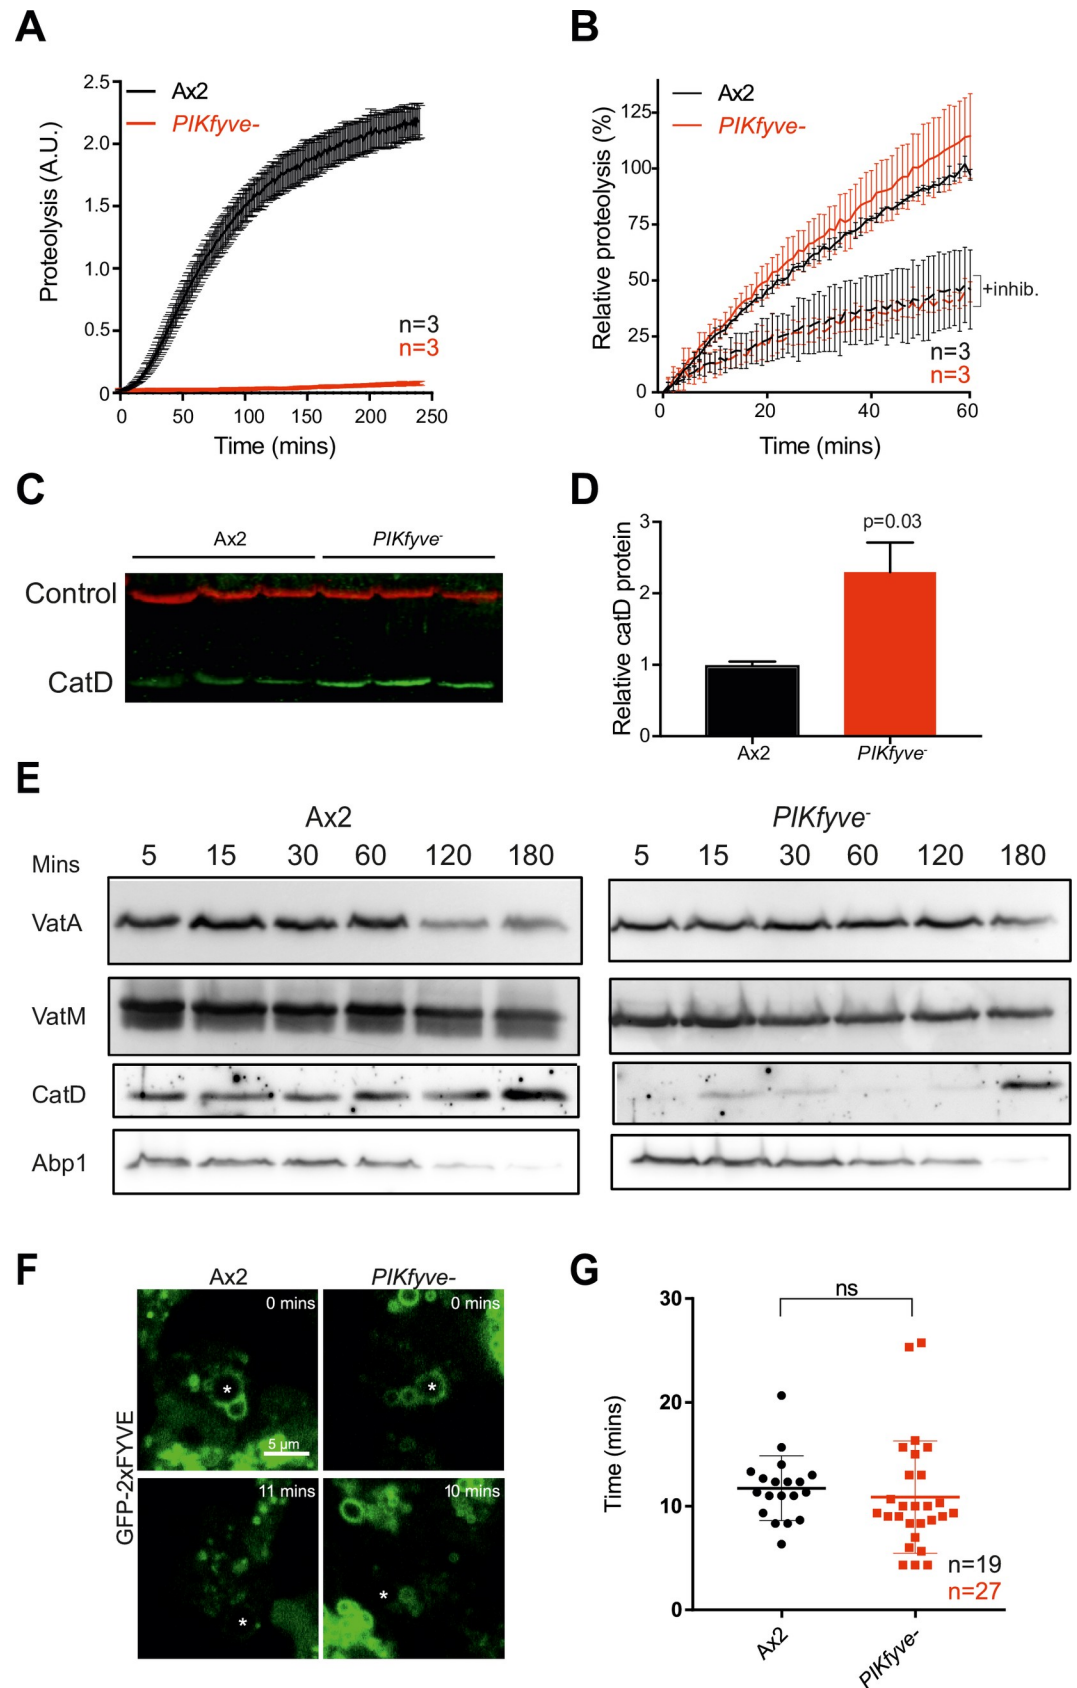 A
2.5
2.0
1.5
1.0
0.5
0
Proteolysis (A.U.)
Ax2
PIKfyve-
n=3
n=3
0 50 100 150 200 250
Time (mins)
B
125
100
75
50
25
0
Relative proteolysis (%)
Ax2
PIKfyve-
+inhib.
n=3
n=3
0 20 40 60
Time (mins)
C
Ax2 PIKfyve-
Control
CatD
D
3
2
1
0
Relative catD protein
p=0.03
Ax2 PIKfyve-
E
Ax2 PIKfyve-
Mins 5 15 30 60 120 180 5 15 30 60 120 180
VatA
VatM
CatD
Abp1
F
Ax2 PIKfyve-
GFP-2xFYVE
0 mins 0 mins
* *
5 µm
11 mins 10 mins
* *
G
30
20
10
0
Time (mins)
ns
n=19
n=27
Ax2 PIKfyve-